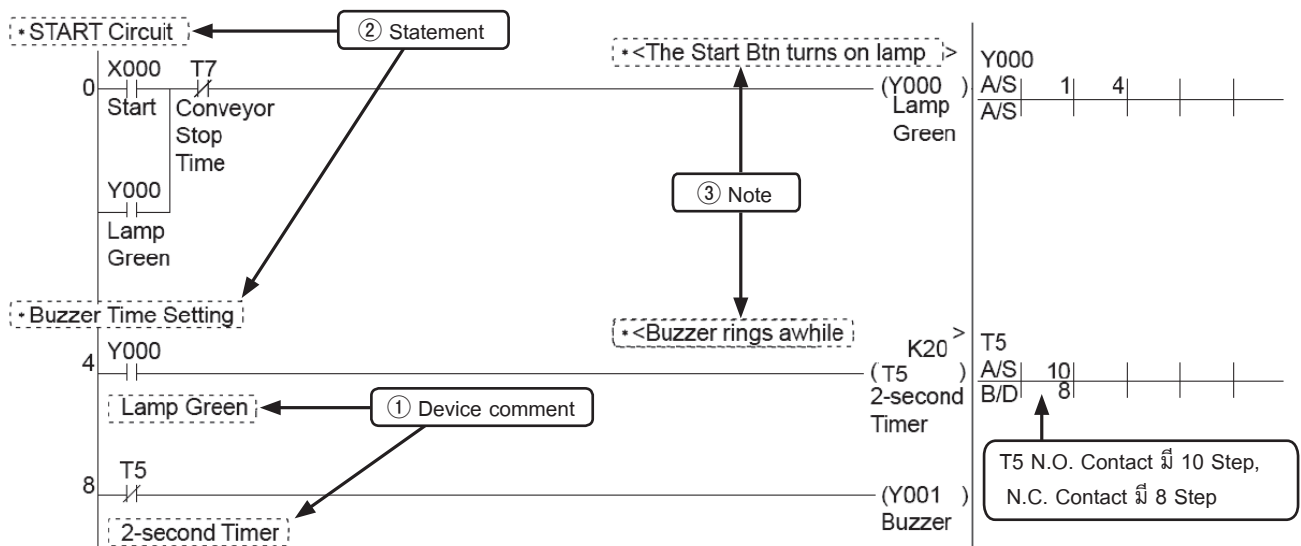 *START Circuit
② Statement
*<The Start Btn turns on lamp >
Y000
X000 T7
0
(Y000 )
A/S 1 4
Start Conveyor
Lamp
A/S
Stop
Green
Time
Y000
③ Note
Lamp
Green
*Buzzer Time Setting
*<Buzzer rings awhile >
K20
T5
4 Y000
(T5 )
A/S 10
2-second
B/D 8
Timer
Lamp Green
① Device comment
T5 N.O. Contact มี 10 Step,
N.C. Contact มี 8 Step
T5
8
(Y001 )
Buzzer
2-second Timer